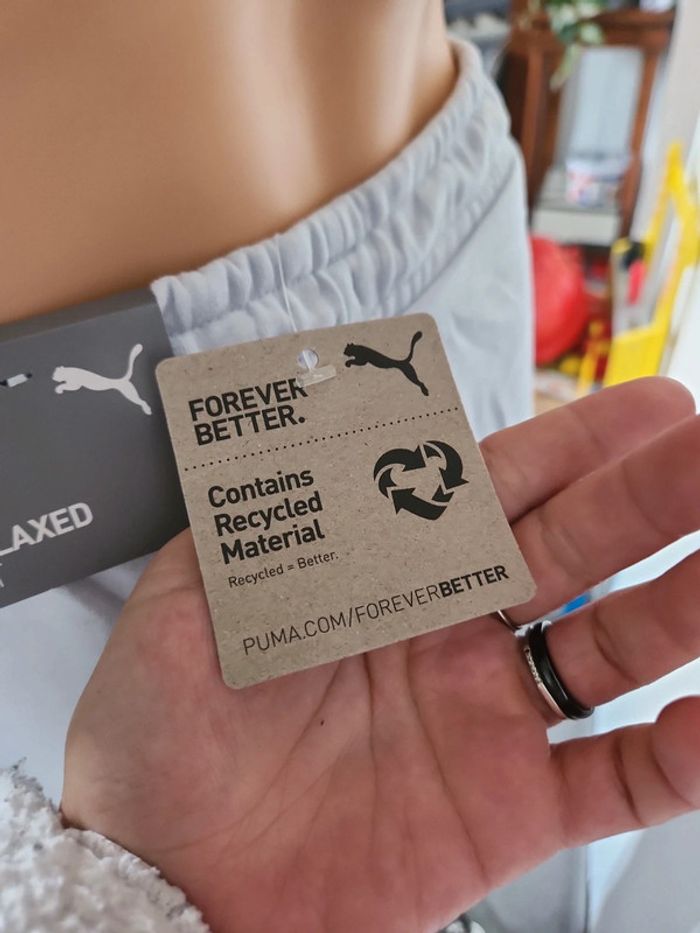 FOREVER
BETTER.
Contains
Recycled
Material
Recycled = Better.
PUMA.COM/FOREVERBETTER